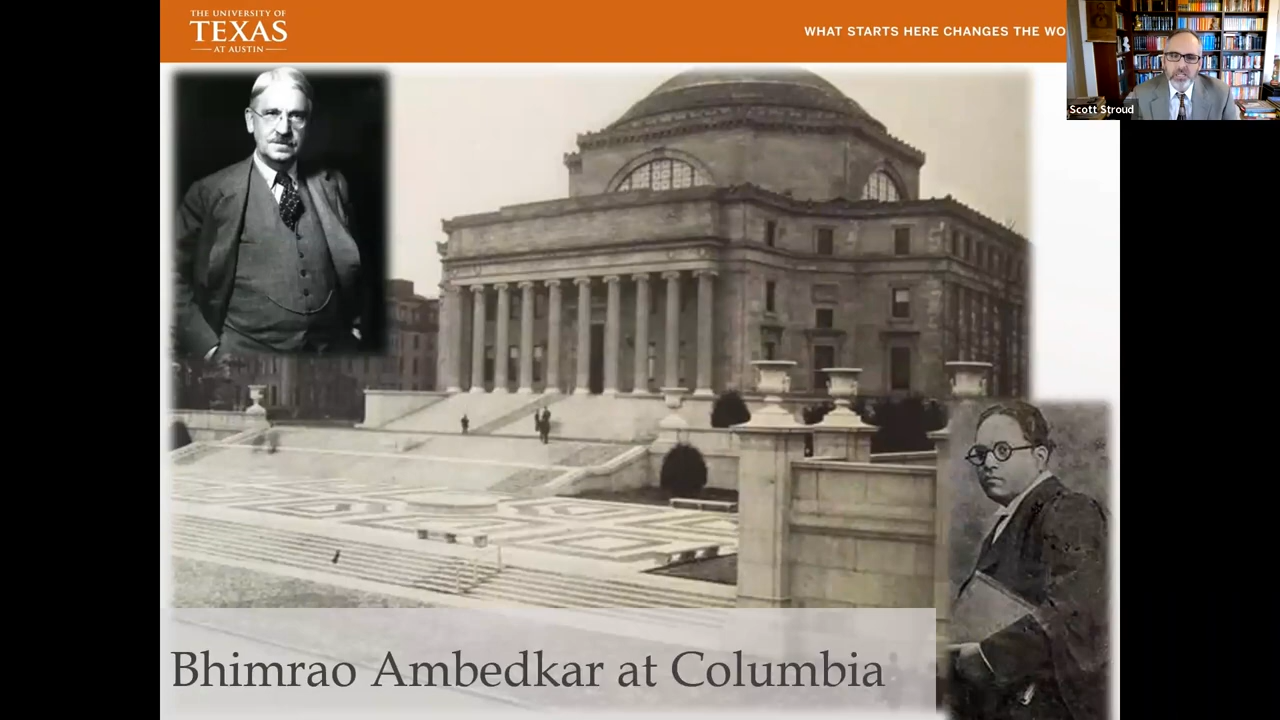 THE UNIVERSITY OF
TEXAS
AT AUSTIN
WHAT STARTS HERE CHANGES THE WO
Scott Stroud
Bhimrao Ambedkar at Columbia